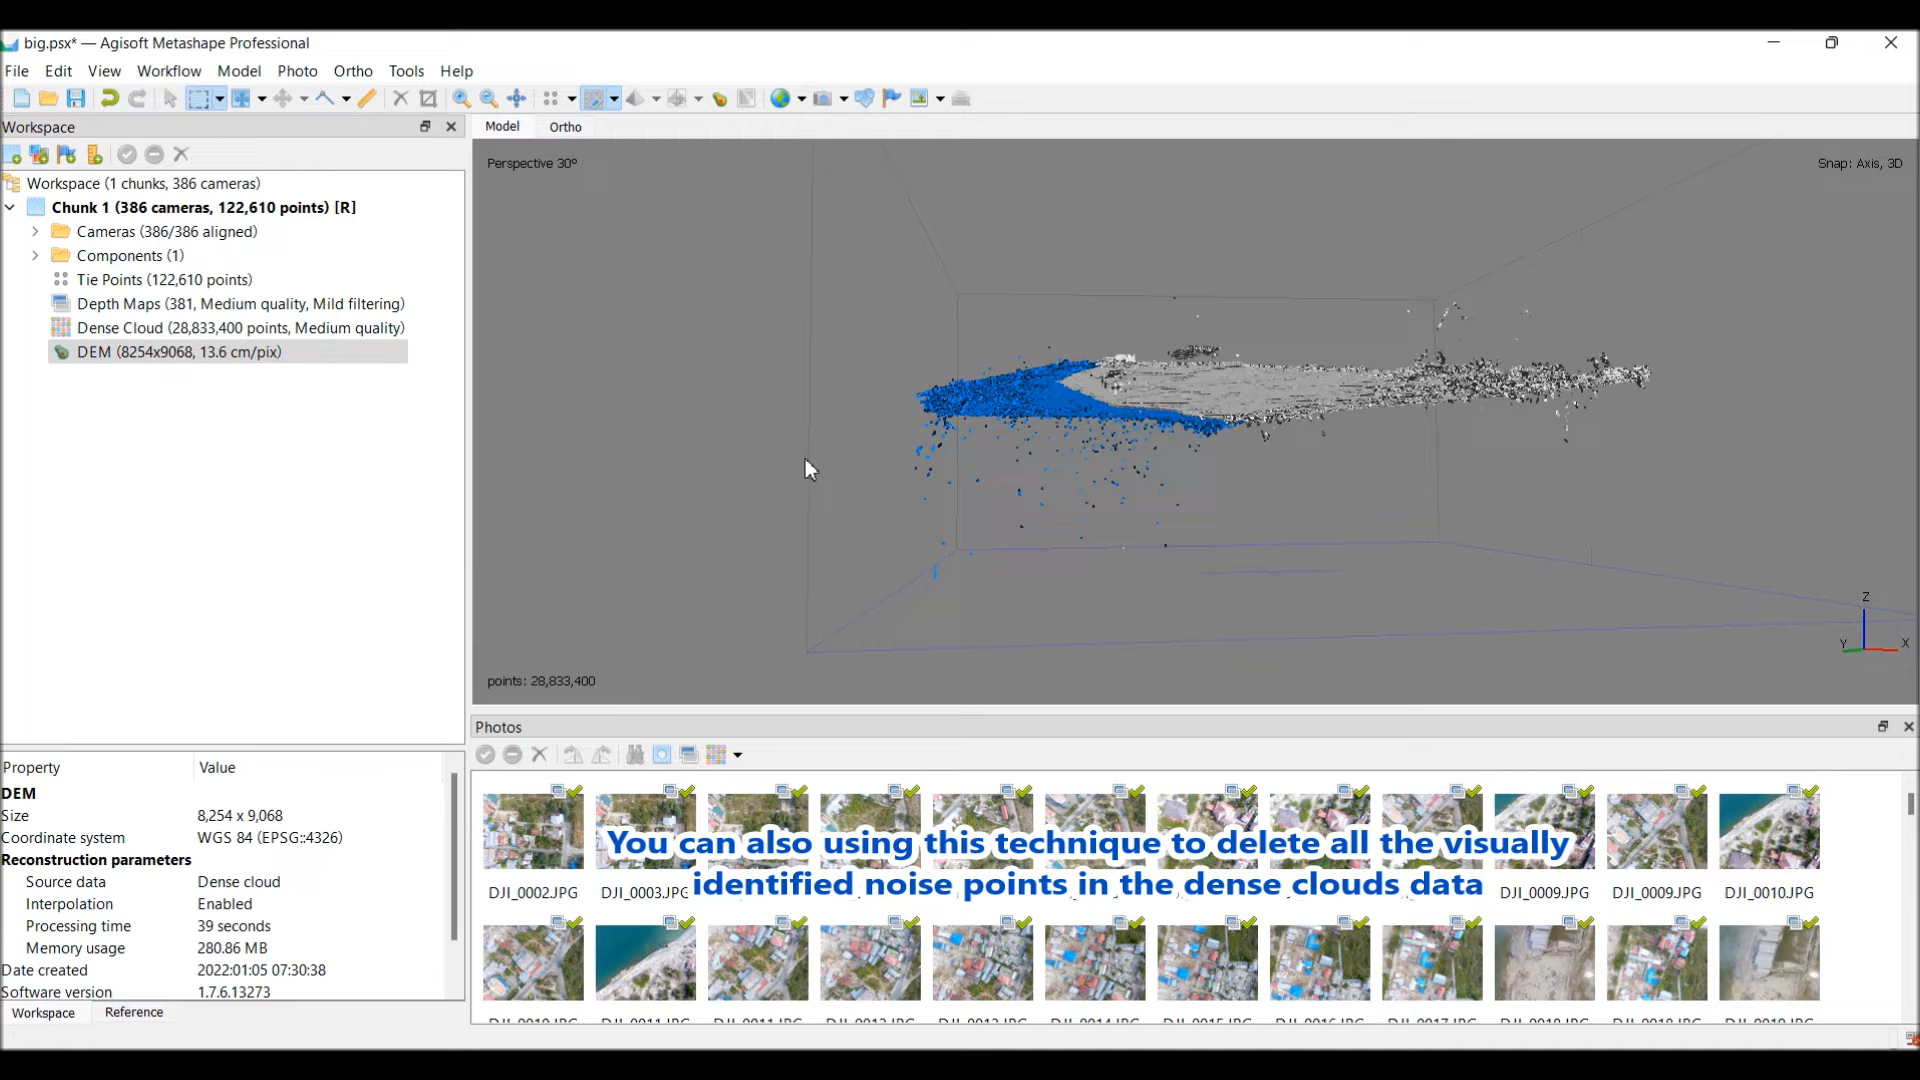 big.psx* — Agisoft Metashape Professional
File Edit View Workflow Model Photo Ortho Tools Help
Workspace
Model Ortho
Perspective 30°
Snap: Axis, 3D
Workspace (1 chunks, 386 cameras)
Chunk 1 (386 cameras, 122,610 points) [R]
Cameras (386/386 aligned)
Components (1)
Tie Points (122,610 points)
Depth Maps (381, Medium quality, Mild filtering)
Dense Cloud (28,833,400 points, Medium quality)
DEM (8254x9068, 13.6 cm/pix)
Z
Y
X
points: 28,833,400
Photos
Property Value
DEM
Size 8,254 x 9,068
Coordinate system WGS 84 (EPSG::4326)
Reconstruction parameters
Source data Dense cloud
Interpolation Enabled
Processing time 39 seconds
Memory usage 280.86 MB
Date created 2022:01:05 07:30:38
Software version 1.7.6.13273
Workspace Reference
You can also using this technique to delete all the visually
identified noise points in the dense clouds data
DJI_0002.JPG DJI_0003.JPG DJI_0009.JPG DJI_0009.JPG DJI_0010.JPG